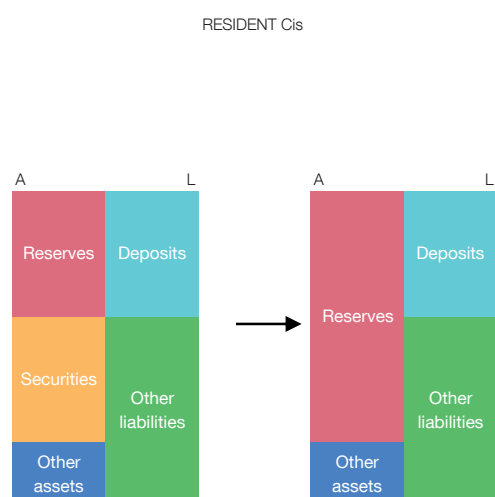 RESIDENT Cis
A
L
A
L
Reserves
Deposits
Deposits
Reserves
Securities
Other
liabilities
Other
liabilities
Other
assets
Other
assets